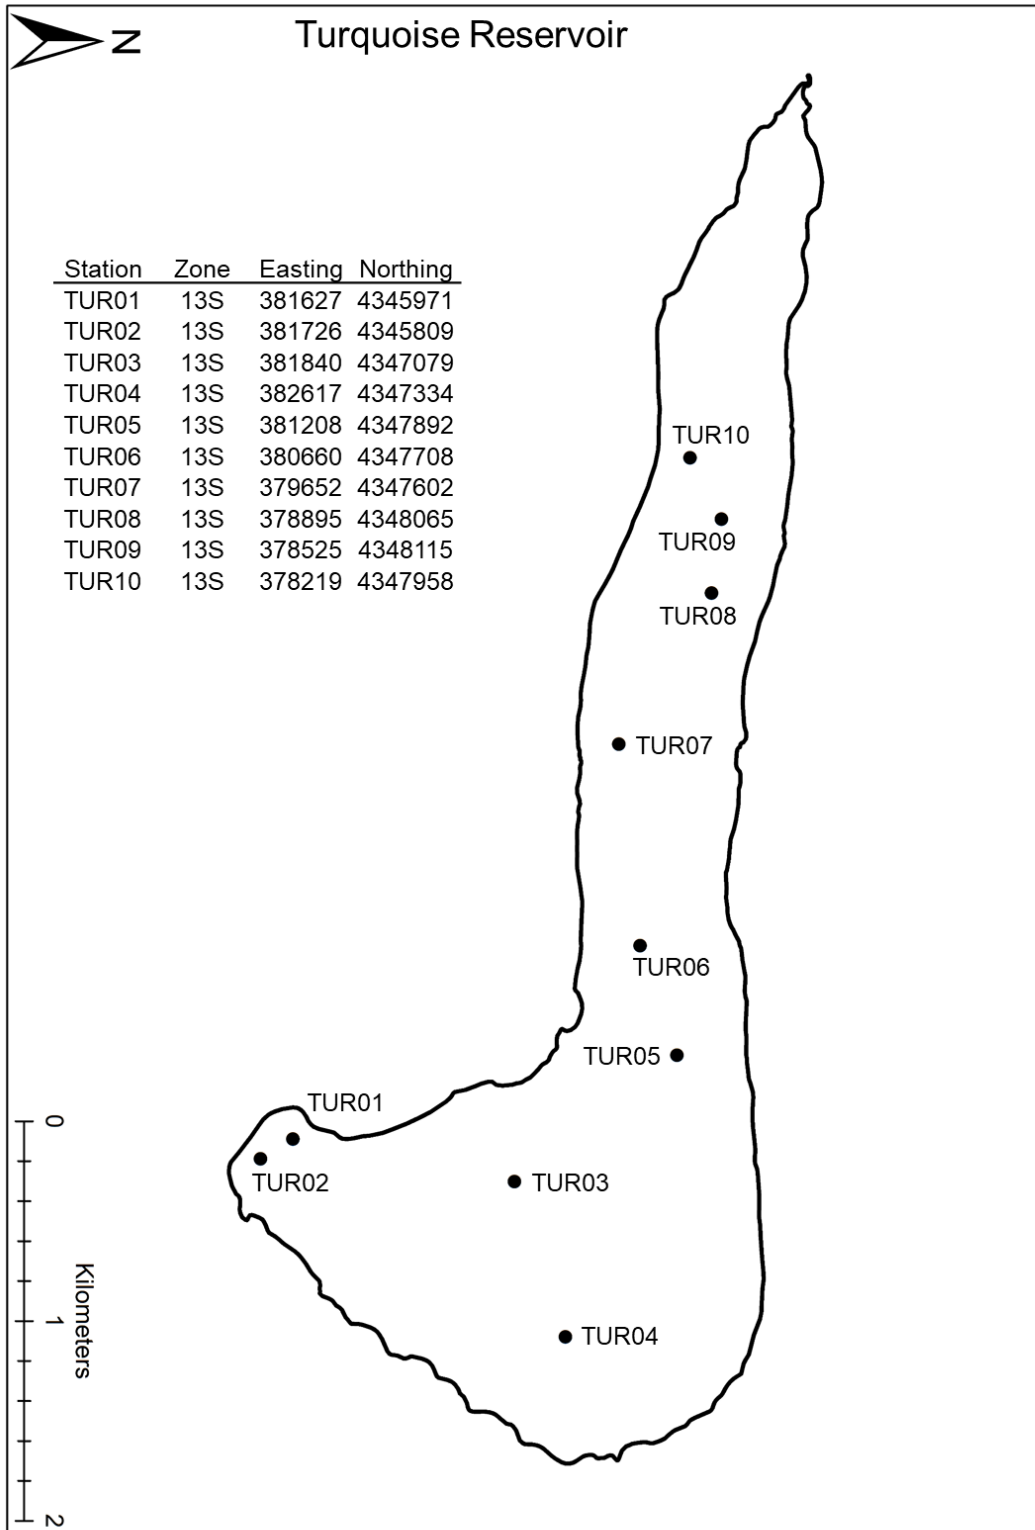 N
Turquoise Reservoir
Station Zone Easting Northing
TUR01 13S 381627 4345971
TUR02 13S 381726 4345809
TUR03 13S 381840 4347079
TUR04 13S 382617 4347334
TUR05 13S 381208 4347892
TUR06 13S 380660 4347708
TUR07 13S 379652 4347602
TUR08 13S 378895 4348065
TUR09 13S 378525 4348115
TUR10 13S 378219 4347958
TUR10
TUR09
TUR08
TUR07
TUR06
TUR05
TUR01
TUR02
TUR03
TUR04
0
1
2
Kilometers